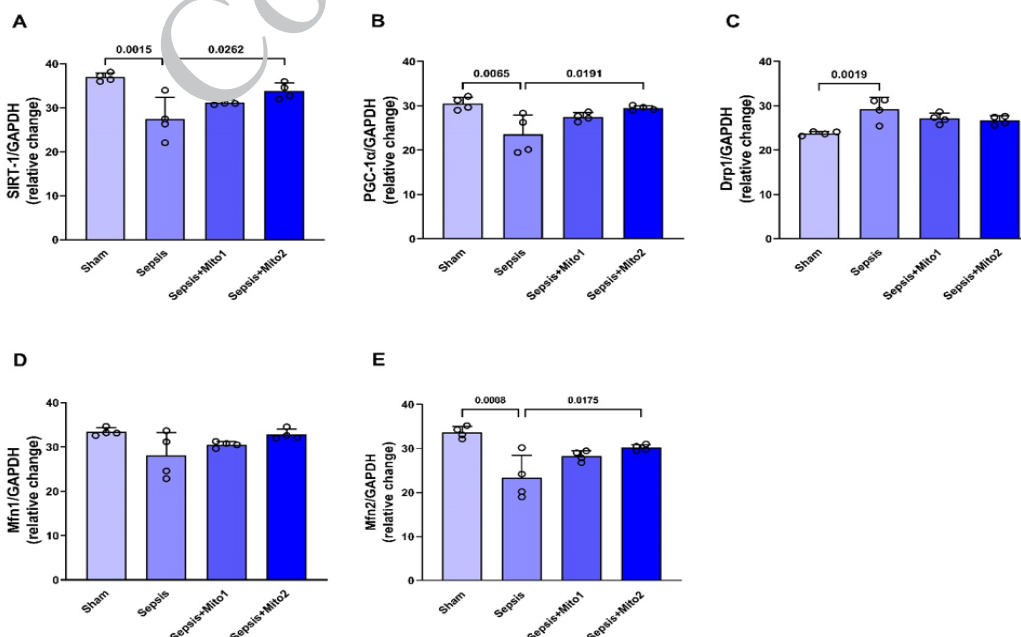 A
SIRT-1/GAPDH
(relative change)
40
30
20
10
0
0.0015
0.0262
Sham
Sepsis
Sepsis+Mito1
Sepsis+Mito2
B
PGC-1α/GAPDH
(relative change)
40
30
20
10
0
0.0065
0.0191
Sham
Sepsis
Sepsis+Mito1
Sepsis+Mito2
C
Drp1/GAPDH
(relative change)
40
30
20
10
0
0.0019
Sham
Sepsis
Sepsis+Mito1
Sepsis+Mito2
D
Mfn1/GAPDH
(relative change)
40
30
20
10
0
Sham
Sepsis
Sepsis+Mito1
Sepsis+Mito2
E
Mfn2/GAPDH
(relative change)
40
30
20
10
0
0.0008
0.0175
Sham
Sepsis
Sepsis+Mito1
Sepsis+Mito2